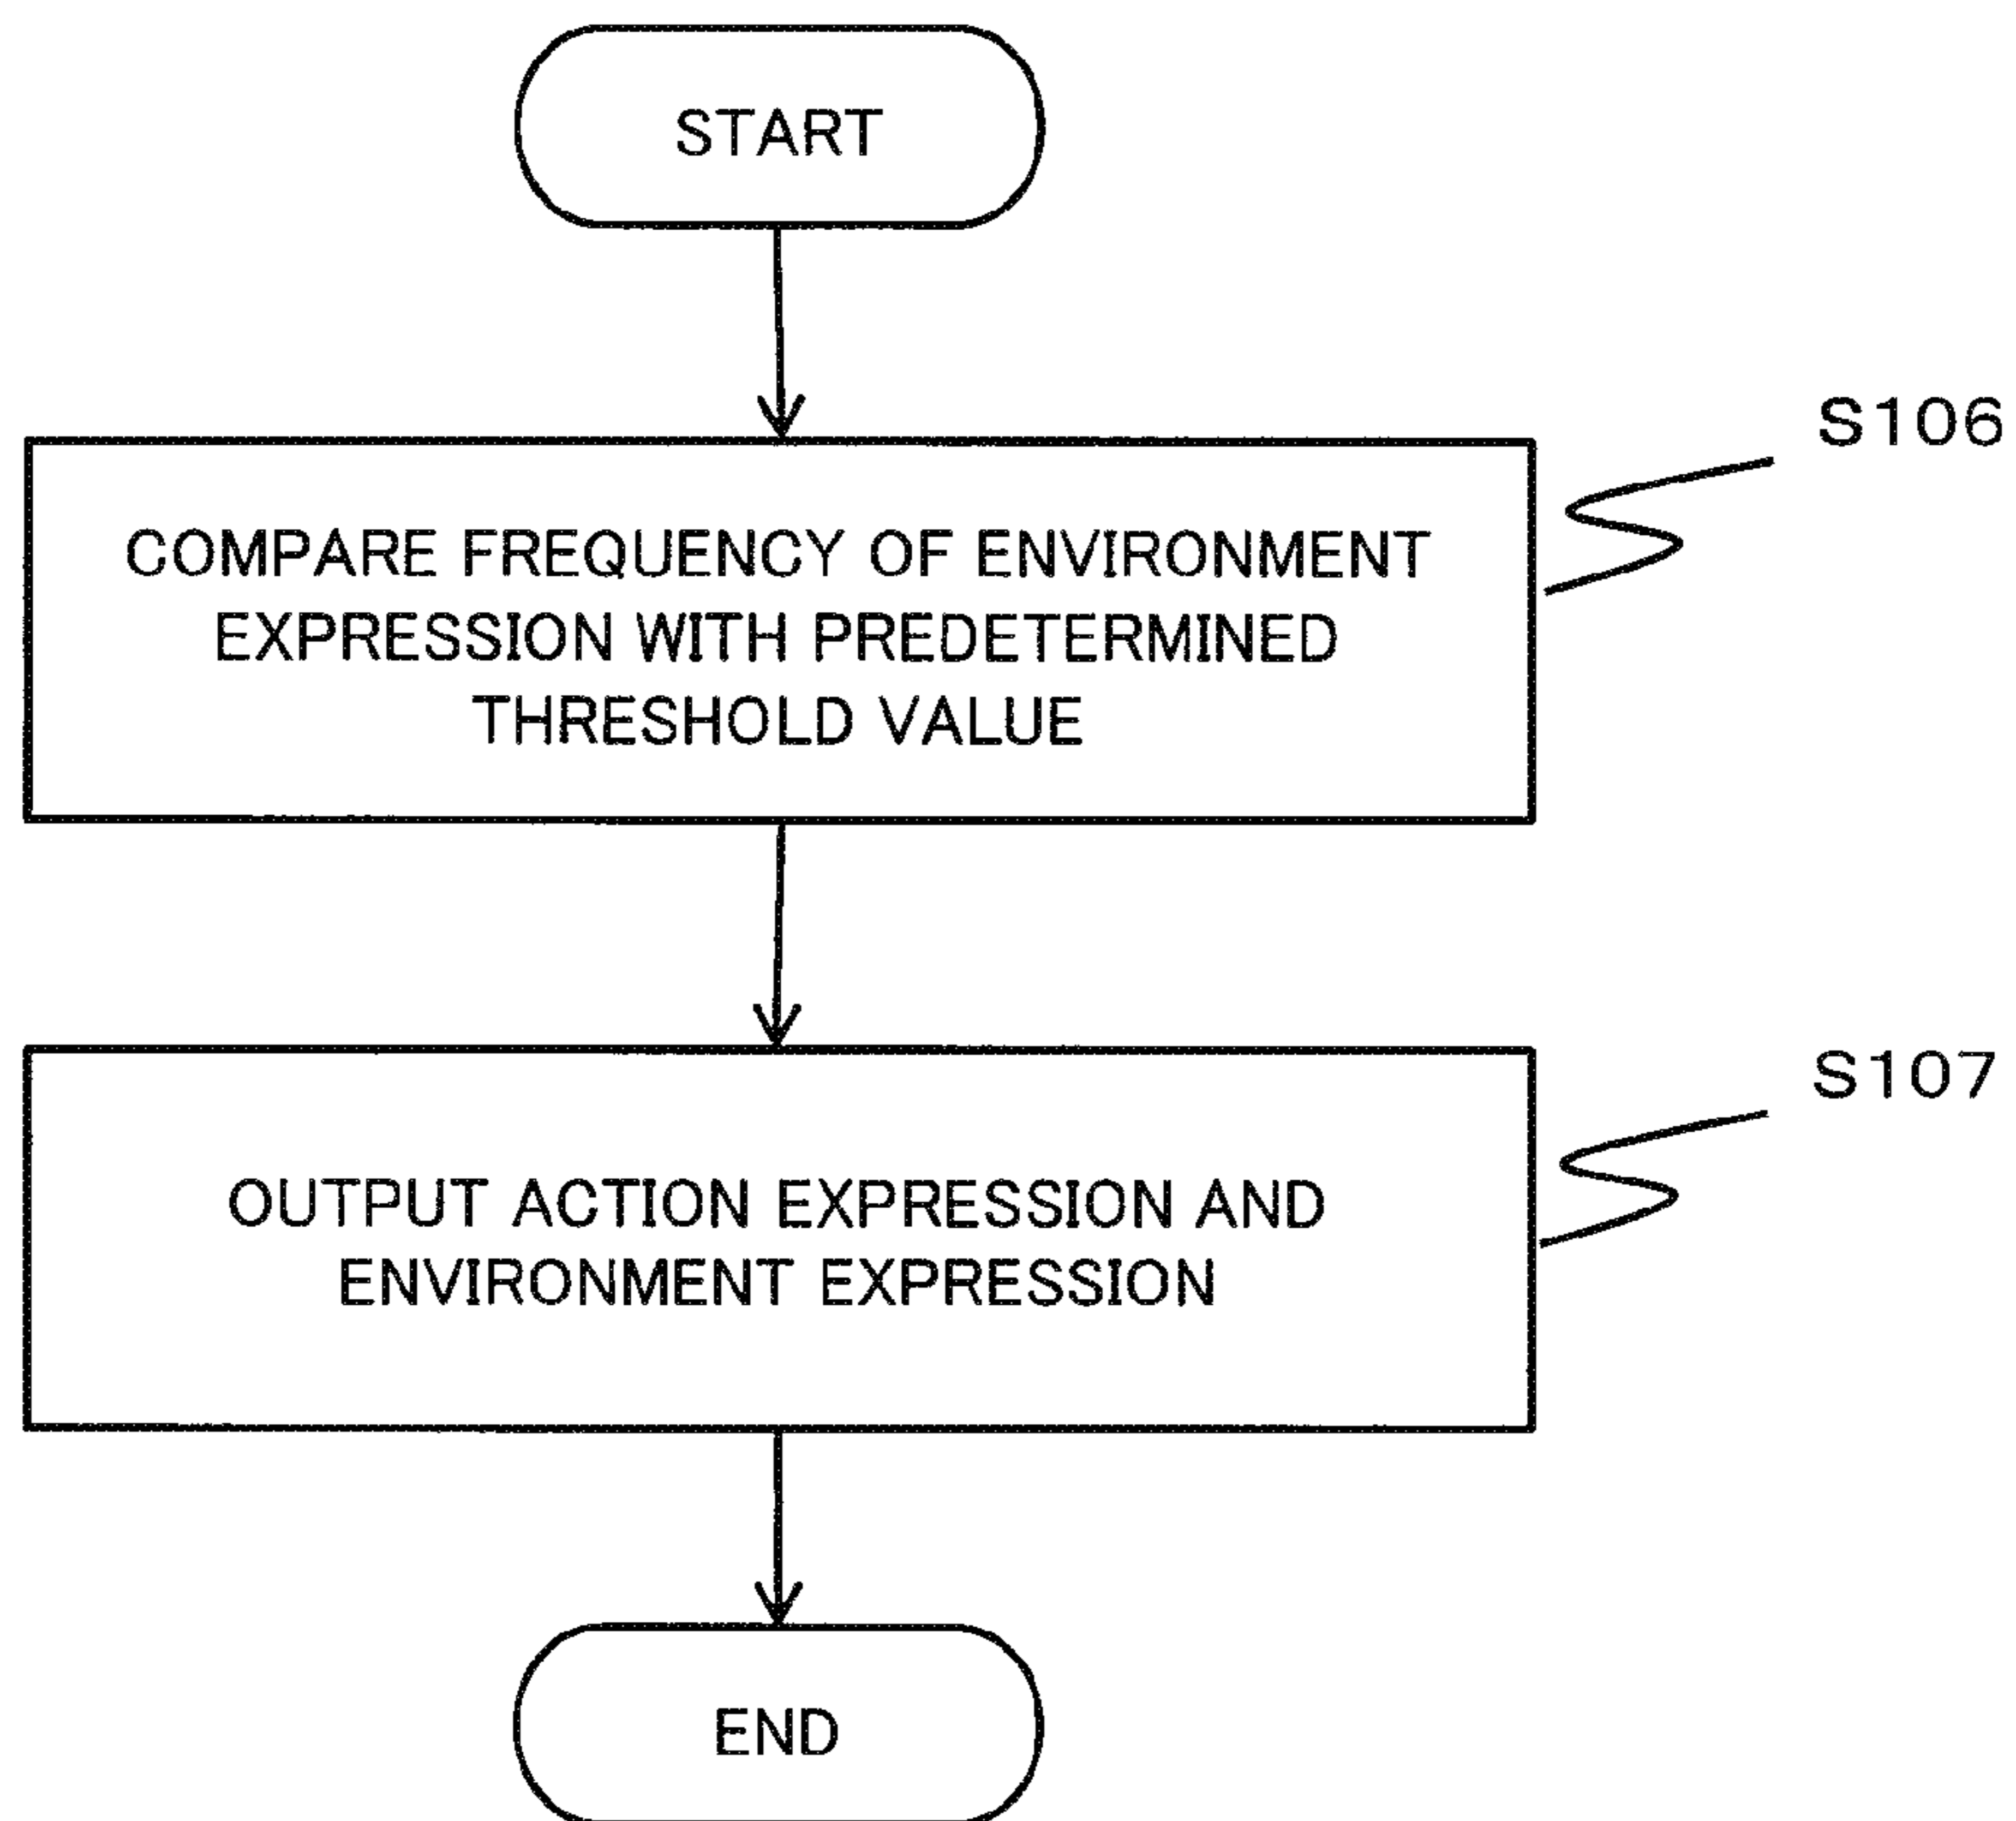 START
S106
COMPARE FREQUENCY OF ENVIRONMENT
EXPRESSION WITH PREDETERMINED
THRESHOLD VALUE
S107
OUTPUT ACTION EXPRESSION AND
ENVIRONMENT EXPRESSION
END